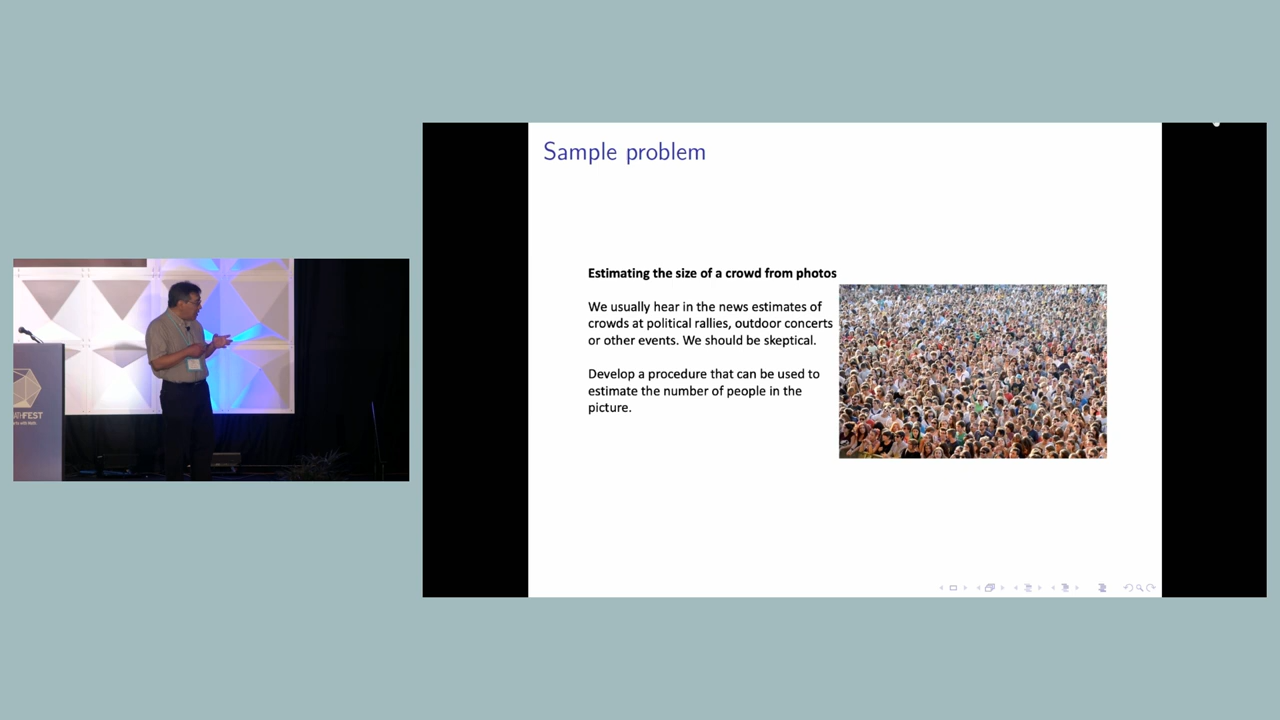 Sample problem
Estimating the size of a crowd from photos
We usually hear in the news estimates of
crowds at political rallies, outdoor concerts
or other events. We should be skeptical.
Develop a procedure that can be used to
estimate the number of people in the
picture.
FEST